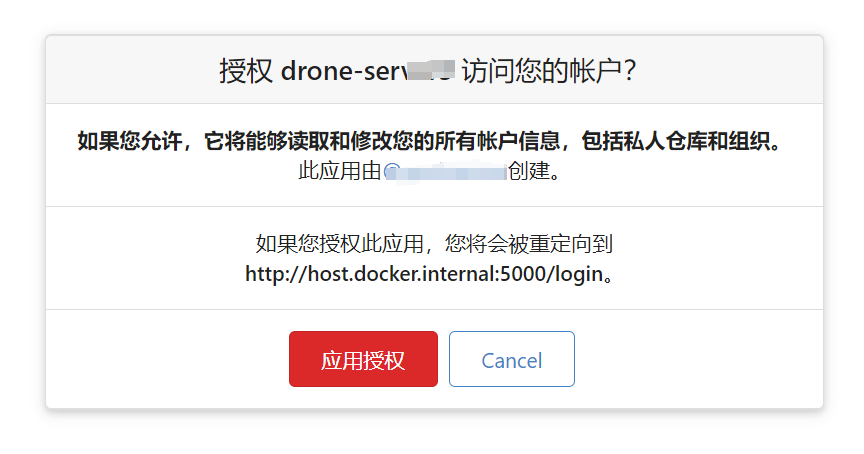 授权 drone-serv 访问您的帐户？
如果您允许，它将能够读取和修改您的所有帐户信息，包括私人仓库和组织。
此应用由@创建。
如果您授权此应用，您将会被重定向到
http://host.docker.internal:5000/login。
应用授权
Cancel